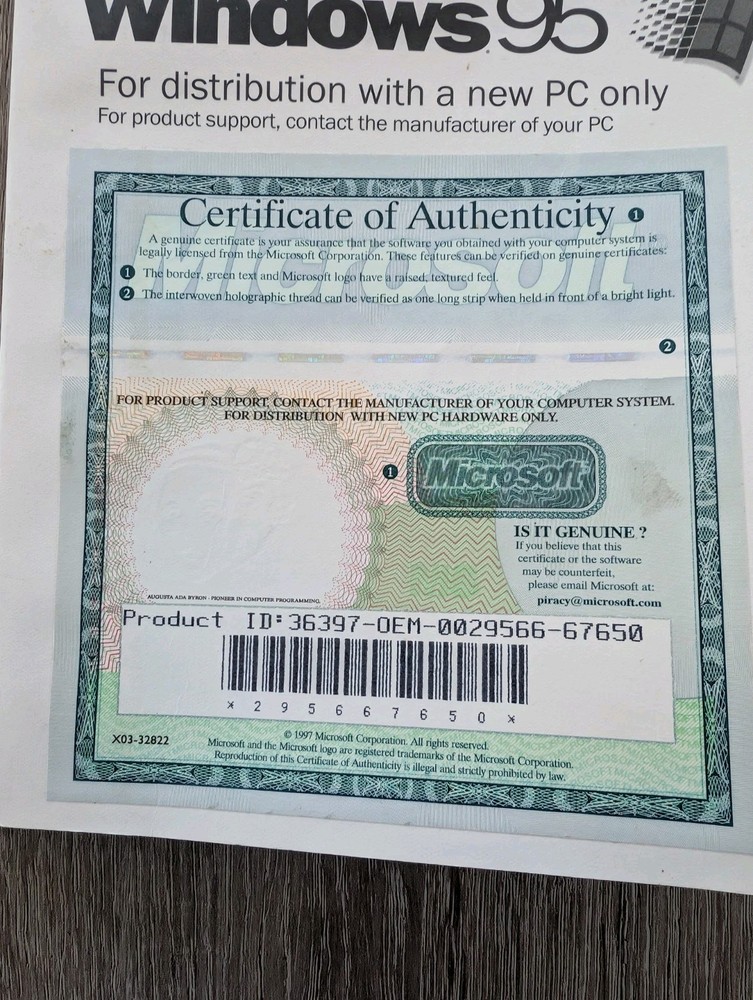 Windows 95
For distribution with a new PC only
For product support, contact the manufacturer of your PC
Microsoft
Certificate of Authenticity 1
A genuine certificate is your assurance that the software you obtained with your computer system is
legally licensed from the Microsoft Corporation. These features can be verified on genuine certificates:
1 The border, green text and Microsoft logo have a raised, textured feel.
2 The interwoven holographic thread can be verified as one long strip when held in front of a bright light.
2
FOR PRODUCT SUPPORT, CONTACT THE MANUFACTURER OF YOUR COMPUTER SYSTEM.
FOR DISTRIBUTION WITH NEW PC HARDWARE ONLY.
1 Microsoft
IS IT GENUINE ?
If you believe that this
certificate or the software
may be counterfeit,
please email Microsoft at:
piracy@microsoft.com
AUGUSTA ADA BYRON - PIONEER IN COMPUTER PROGRAMMING.
Product ID:36397-OEM-0029566-67650
* 2 9 5 6 6 7 6 5 0 *
X03-32822
© 1997 Microsoft Corporation. All rights reserved.
Microsoft and the Microsoft logo are registered trademarks of the Microsoft Corporation.
Reproduction of this Certificate of Authenticity is illegal and strictly prohibited by law.